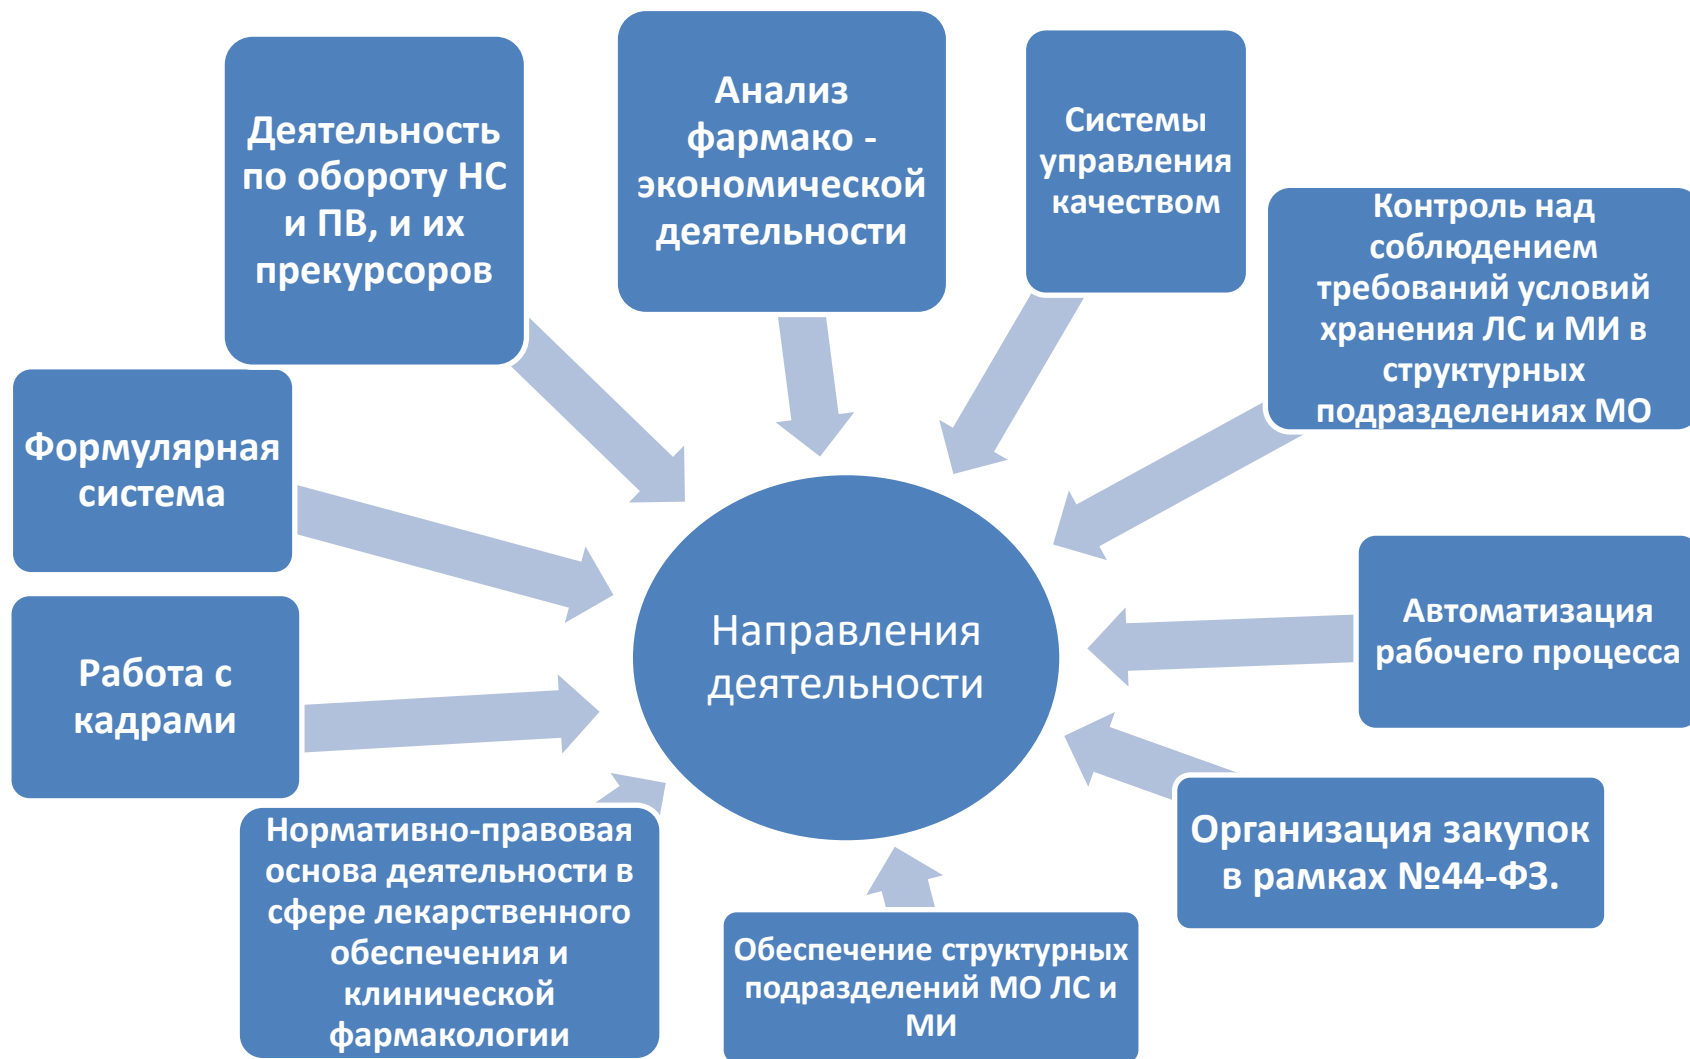 Деятельность
по обороту НС
и ПВ, и их
прекурсоров
Анализ
фармако -
экономической
деятельности
Системы
управления
качеством
Контроль над
соблюдением
требований условий
хранения ЛС и МИ в
структурных
подразделениях МО
Формулярная
система
Работа с
кадрами
Направления
деятельности
Автоматизация
рабочего процесса
Организация закупок
в рамках №44-ФЗ.
Нормативно-правовая
основа деятельности в
сфере лекарственного
обеспечения и
клинической
фармакологии
Обеспечение структурных
подразделений МО ЛС и
МИ